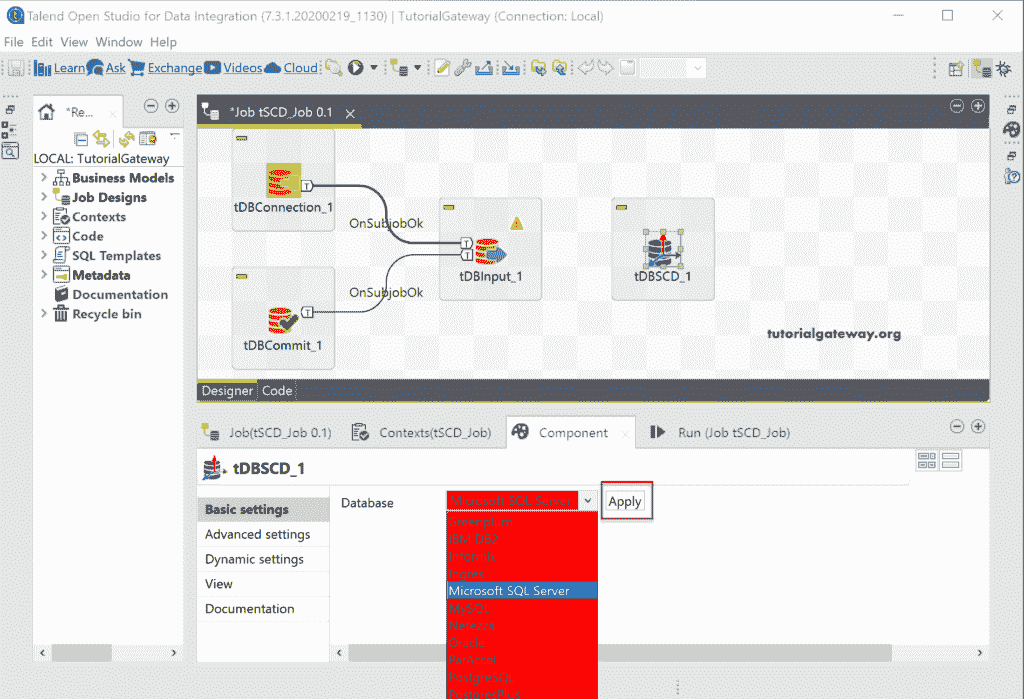 Talend Open Studio for Data Integration (7.3.1.20200219_1130) | TutorialGateway (Connection: Local)
File Edit View Window Help
Learn Ask Exchange Videos Cloud
*Re...
*Job tSCD_Job 0.1
LOCAL: TutorialGateway
Business Models
Job Designs
Contexts
Code
SQL Templates
Metadata
Documentation
Recycle bin
tDBConnection_1
OnSubjobOk
tDBInput_1
tDBSCD_1
OnSubjobOk
tDBCommit_1
tutorialgateway.org
Designer Code
Job(tSCD_Job 0.1) Contexts(tSCD_Job) Component Run (Job tSCD_Job)
tDBSCD_1
Basic settings
Advanced settings
Dynamic settings
View
Documentation
Database Microsoft SQL Server Apply
Greenplum
IBM DB2
Informix
Ingres
Microsoft SQL Server
MySQL
Netezza
Oracle
ParAccel
PostgreSQL
PostgresPlus